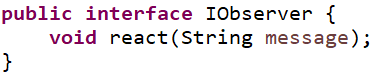 public interface IObserver {
    void react(String message);
}